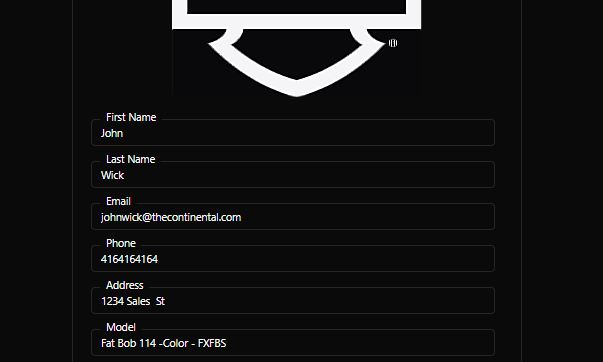 First Name
John
Last Name
Wick
Email
johnwick@thecontinental.com
Phone
4164164164
Address
1234 Sales  St
Model
Fat Bob 114 -Color - FXFBS